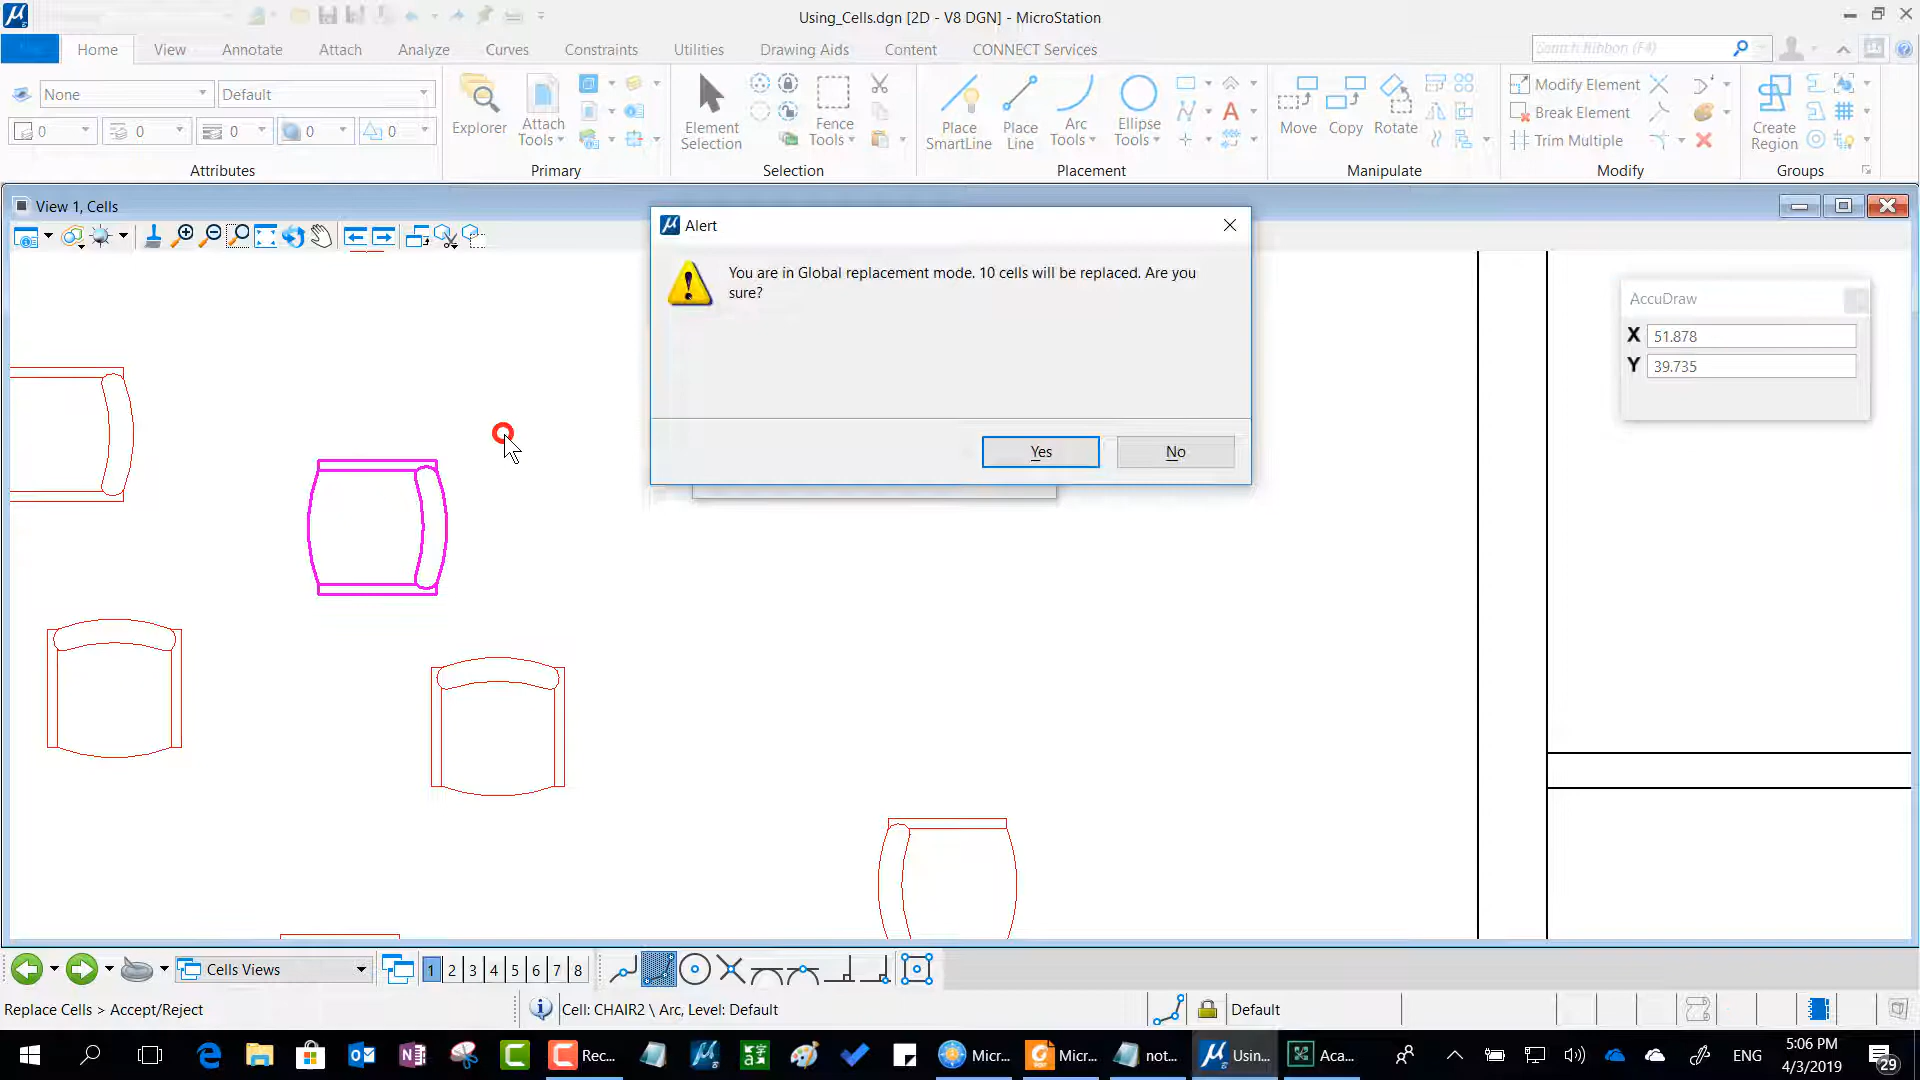 Using_Cells.dgn [2D - V8 DGN] - MicroStation
Home View Annotate Attach Analyze Curves Constraints Utilities Drawing Aids Content CONNECT Services
Search Ribbon (F4)
None Default
0 0 0 0 0
Explorer Attach Tools
Element Selection Fence Tools
Place SmartLine Place Line Arc Tools Ellipse Tools
Move Copy Rotate
Modify Element
Break Element
Trim Multiple
Create Region
Attributes Primary Selection Placement Manipulate Modify Groups
View 1, Cells
Alert
You are in Global replacement mode. 10 cells will be replaced. Are you
sure?
Yes No
AccuDraw
X 51.878
Y 39.735
Cells Views 1 2 3 4 5 6 7 8
Replace Cells > Accept/Reject Cell: CHAIR2 \ Arc, Level: Default Default
Rec... Micr... Micr... not... Usin... Aca... ENG 5:06 PM
4/3/2019 29